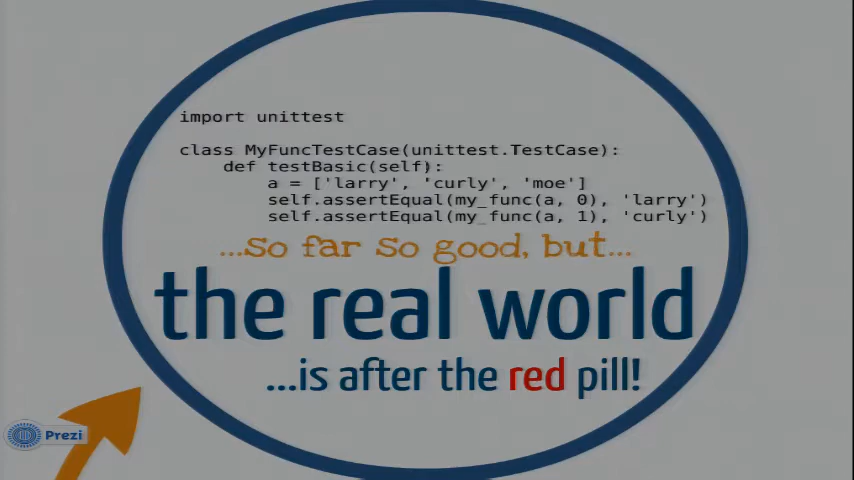 import unittest
class MyFuncTestCase(unittest.TestCase):
def testBasic(self):
a = ['larry', 'curly', 'moe']
self.assertEqual(my_func(a, 0), 'larry')
self.assertEqual(my_func(a, 1), 'curly')
...so far so good, but...
the real world
...is after the red pill!
Prezi